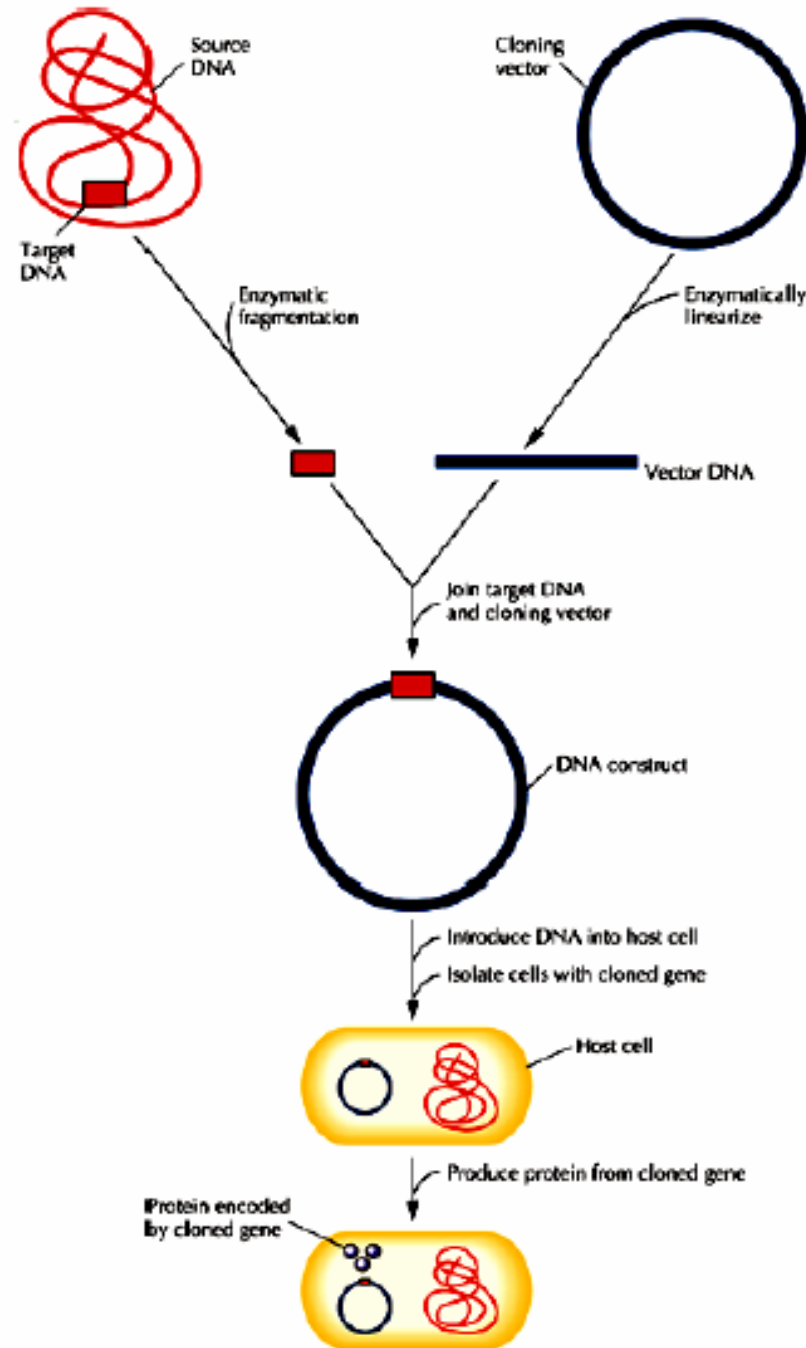 Source
DNA
Cloning
vector
Target
DNA
Enzymatic
fragmentation
Enzymatically
linearize
Vector DNA
Join target DNA
and cloning vector
DNA construct
Introduce DNA into host cell
Isolate cells with cloned gene
Host cell
Produce protein from cloned gene
Protein encoded
by cloned gene